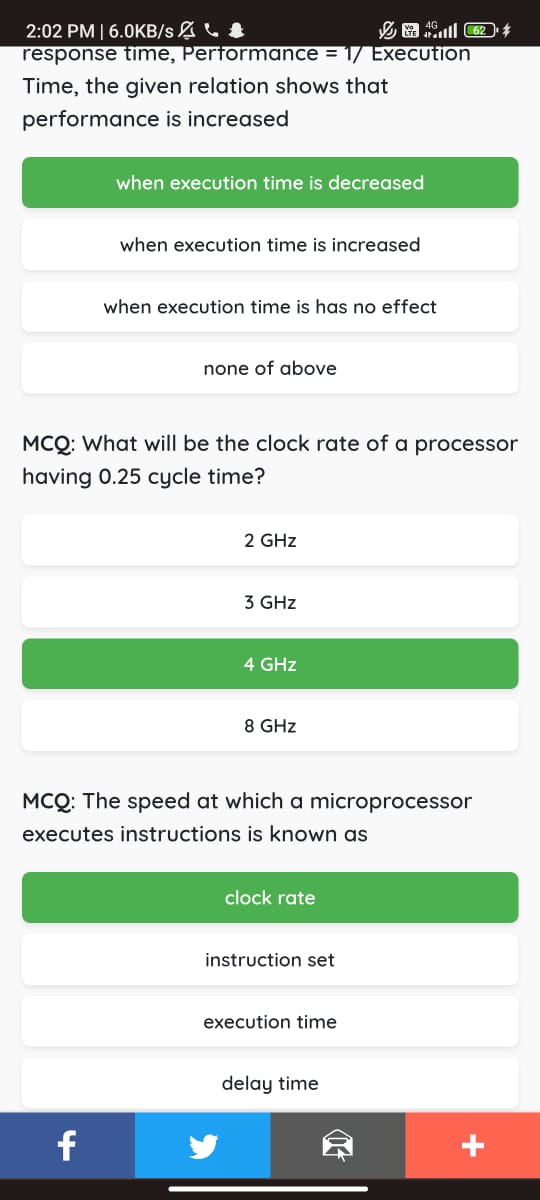 2:02 PM | 6.0KB/s
Vo LTE 4G 62
response time, Performance = 1/ Execution
Time, the given relation shows that
performance is increased
when execution time is decreased
when execution time is increased
when execution time is has no effect
none of above
MCQ: What will be the clock rate of a processor
having 0.25 cycle time?
2 GHz
3 GHz
4 GHz
8 GHz
MCQ: The speed at which a microprocessor
executes instructions is known as
clock rate
instruction set
execution time
delay time